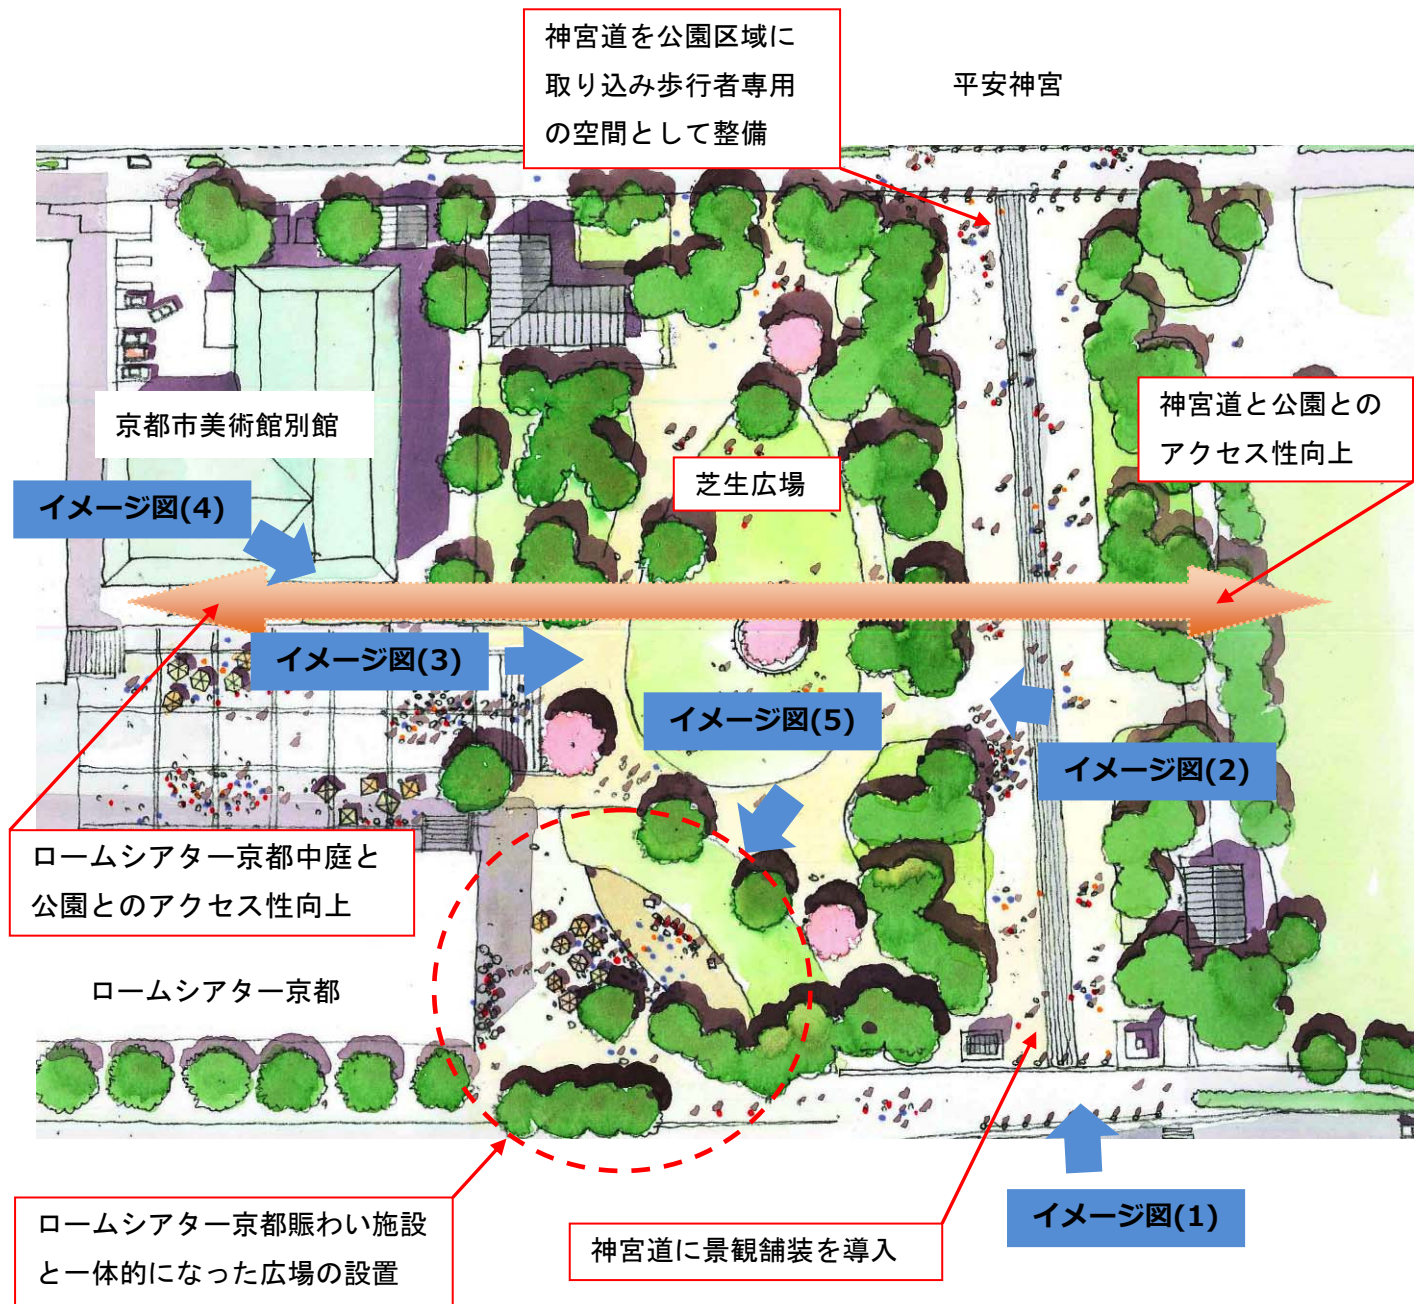 神宮道を公園区域に
取り込み歩行者専用
の空間として整備
平安神宮
神宮道と公園との
アクセス性向上
京都市美術館別館
芝生広場
イメージ図(4)
イメージ図(3)
イメージ図(5)
イメージ図(2)
ロームシアター京都中庭と
公園とのアクセス性向上
ロームシアター京都
イメージ図(1)
ロームシアター京都賑わい施設
と一体的になった広場の設置
神宮道に景観舗装を導入